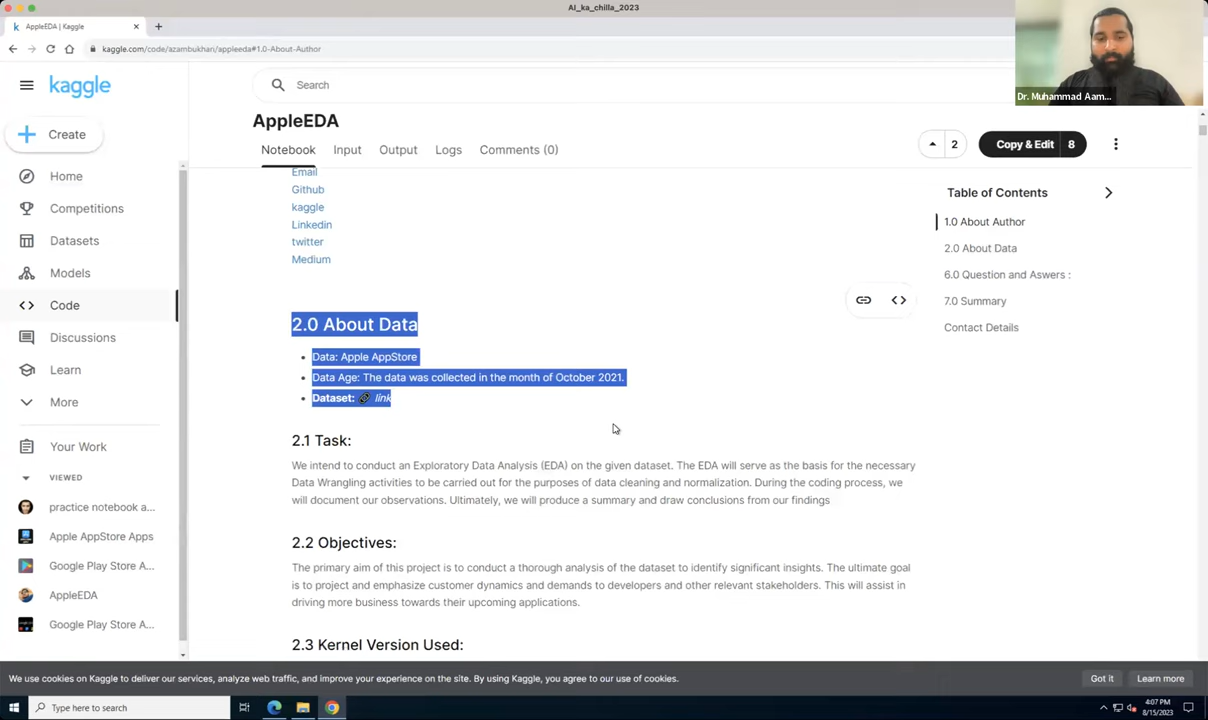 AI_ka_chilla_2023
AppleEDA | Kaggle
kaggle.com/code/azambukhari/appleeda#1.0-About-Author
Dr. Muhammad Aam...
kaggle
Search
Create
Home
Competitions
Datasets
Models
Code
Discussions
Learn
More
Your Work
VIEWED
practice notebook a...
Apple AppStore Apps
Google Play Store A...
AppleEDA
Google Play Store A...
AppleEDA
Notebook Input Output Logs Comments (0)
2 Copy & Edit 8
Email
Github
kaggle
Linkedin
twitter
Medium
2.0 About Data
Data: Apple AppStore
Data Age: The data was collected in the month of October 2021.
Dataset: link
2.1 Task:
We intend to conduct an Exploratory Data Analysis (EDA) on the given dataset. The EDA will serve as the basis for the necessary
Data Wrangling activities to be carried out for the purposes of data cleaning and normalization. During the coding process, we
will document our observations. Ultimately, we will produce a summary and draw conclusions from our findings
2.2 Objectives:
The primary aim of this project is to conduct a thorough analysis of the dataset to identify significant insights. The ultimate goal
is to project and emphasize customer dynamics and demands to developers and other relevant stakeholders. This will assist in
driving more business towards their upcoming applications.
2.3 Kernel Version Used:
Table of Contents
1.0 About Author
2.0 About Data
6.0 Question and Aswers :
7.0 Summary
Contact Details
We use cookies on Kaggle to deliver our services, analyze web traffic, and improve your experience on the site. By using Kaggle, you agree to our use of cookies.
Got it Learn more
Type here to search
4:07 PM
8/15/2023